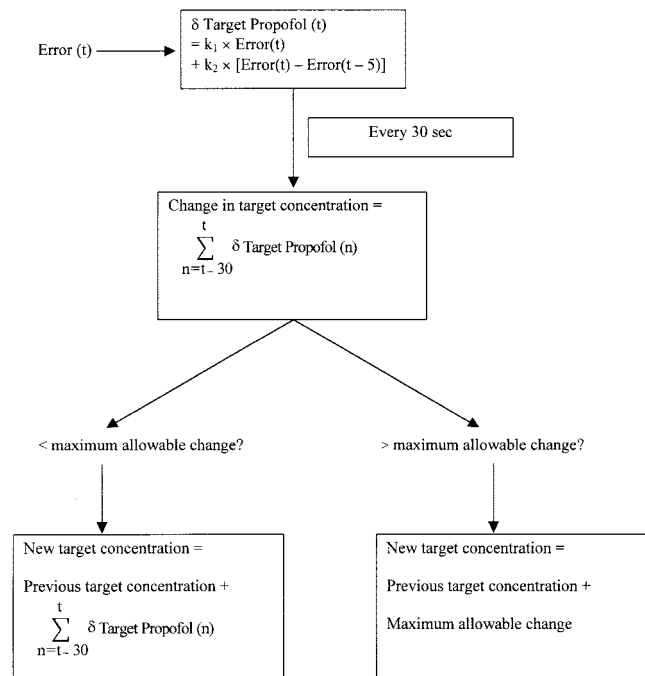 δ Target Propofol (t)
= k₁ × Error(t)
+ k₂ × [Error(t) – Error(t – 5)]
Error (t)
Every 30 sec
Change in target concentration =
t
∑ δ Target Propofol (n)
n=t– 30
< maximum allowable change?
> maximum allowable change?
New target concentration =
Previous target concentration +
t
∑ δ Target Propofol (n)
n=t– 30
New target concentration =
Previous target concentration +
Maximum allowable change